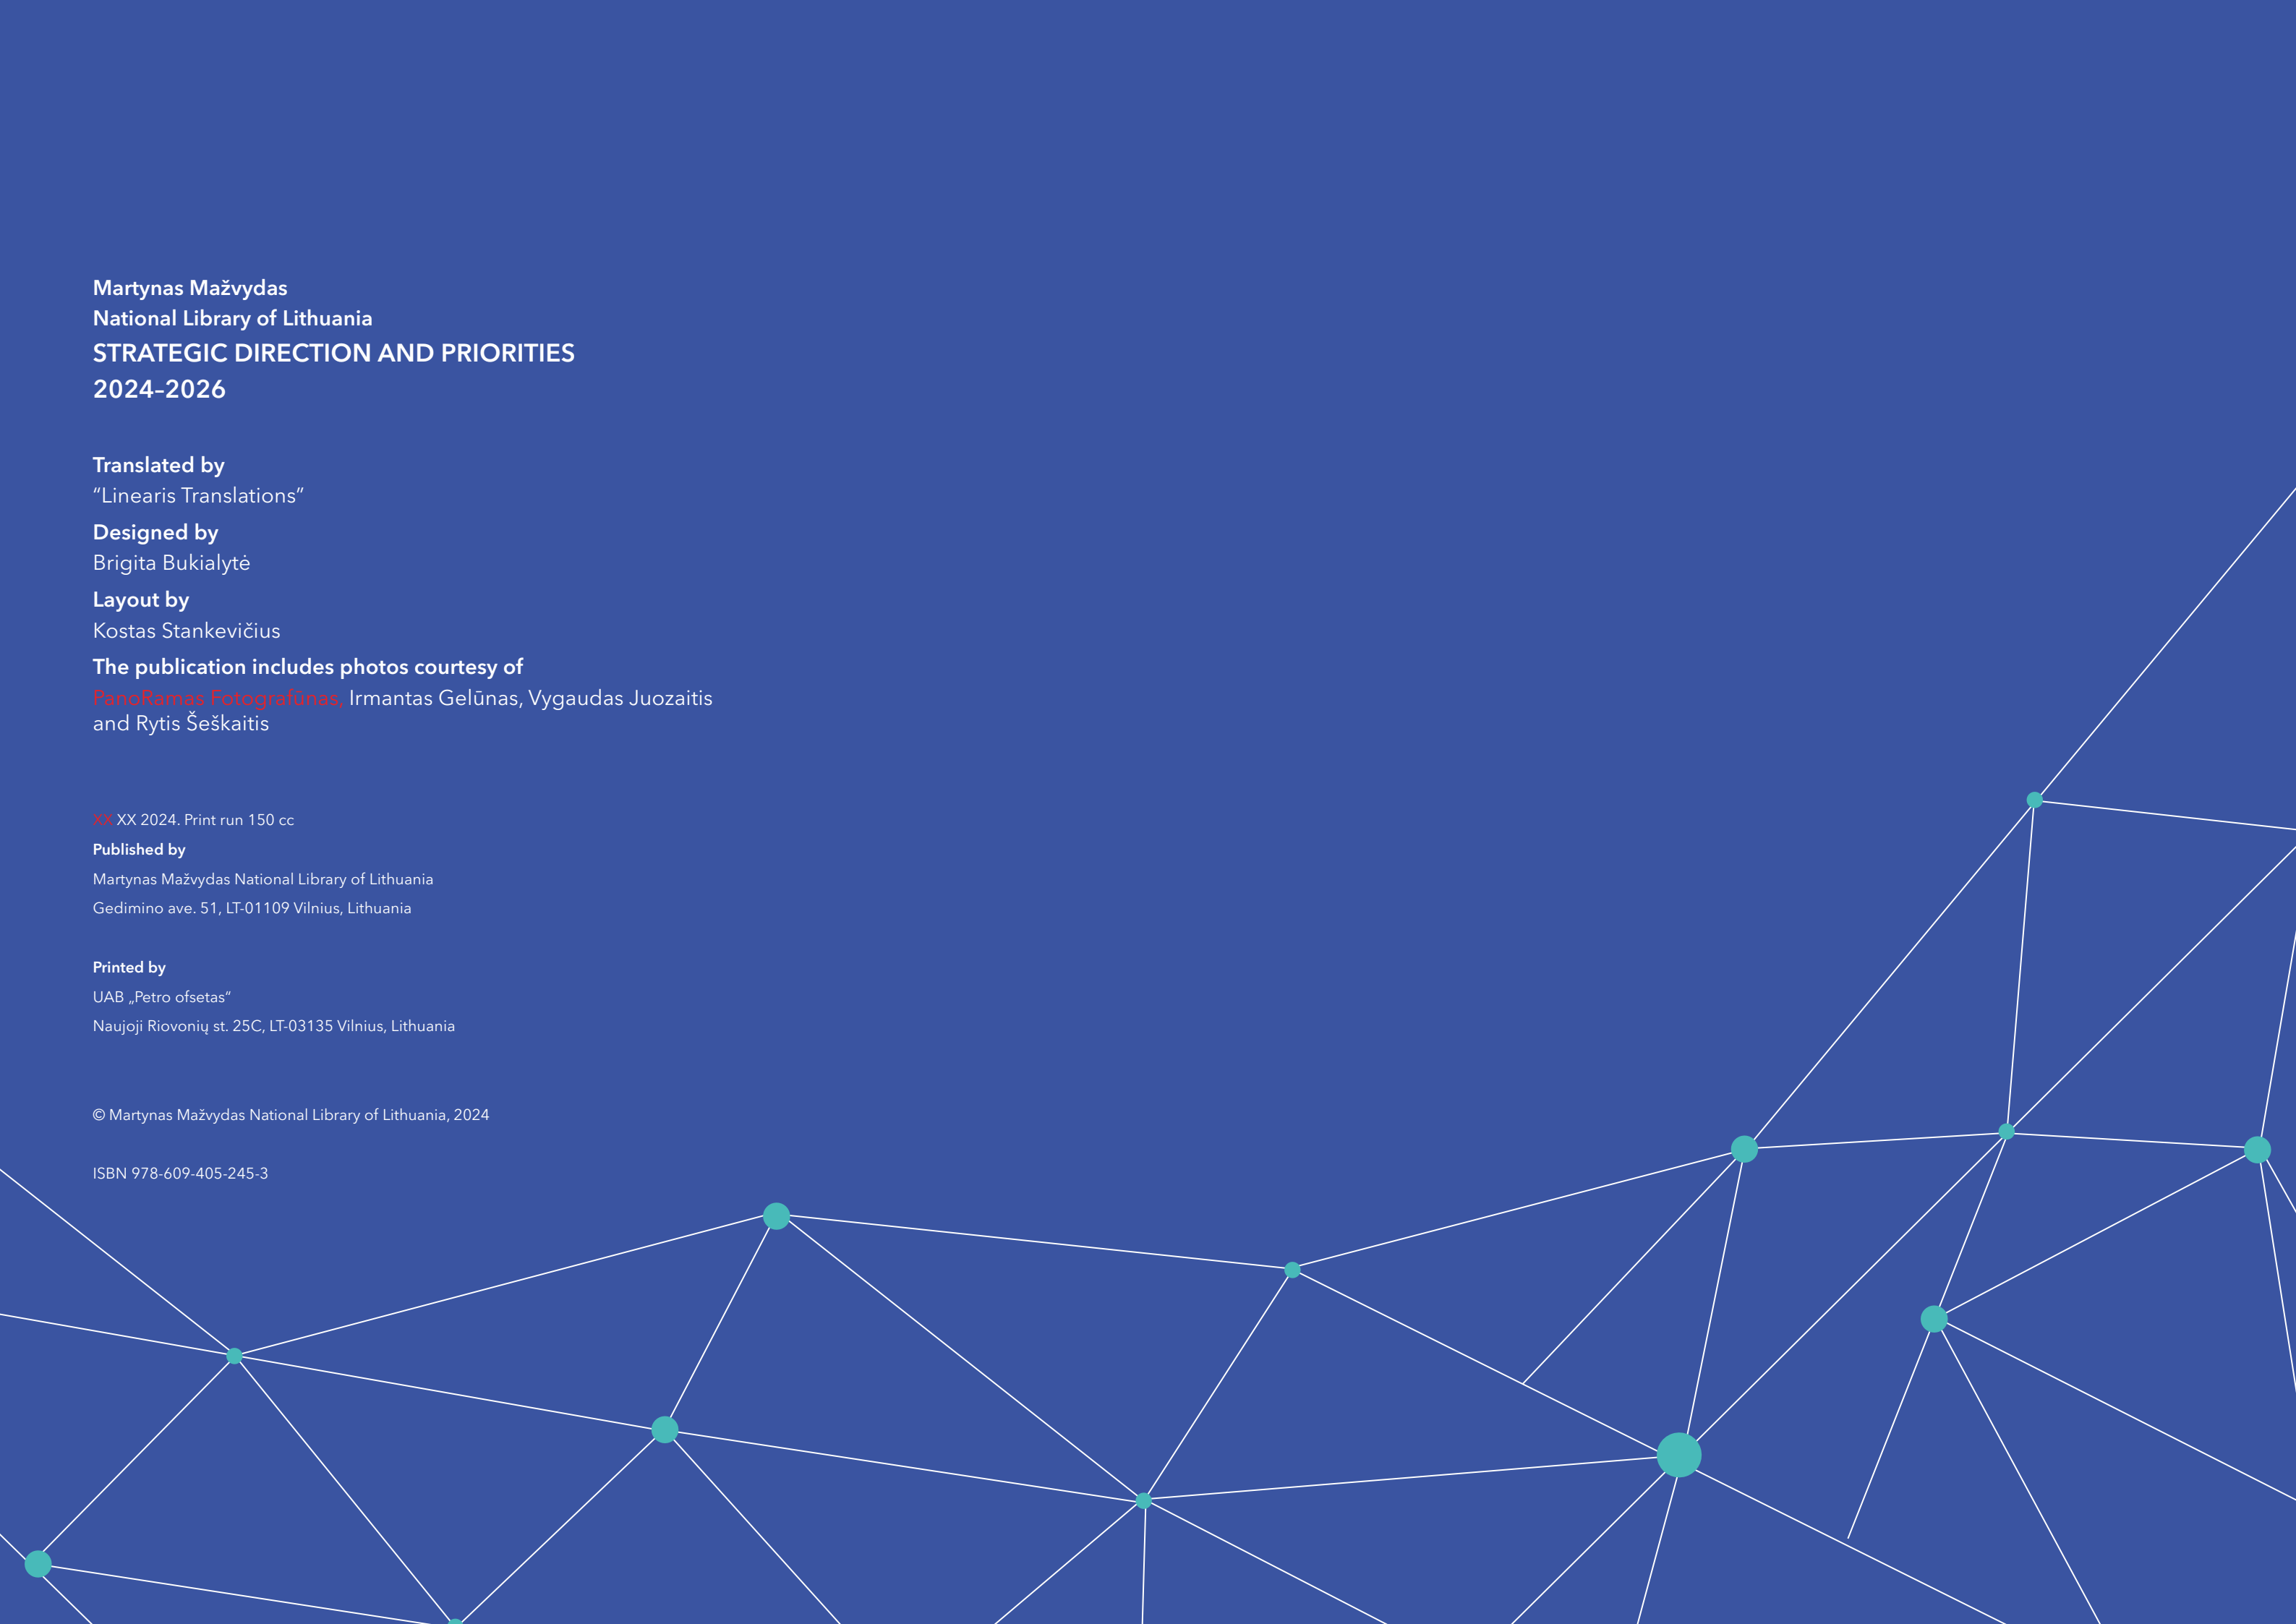 Martynas Mažvydas
National Library of Lithuania
STRATEGIC DIRECTION AND PRIORITIES
2024–2026
Translated by
“Linearis Translations”
Designed by
Brigita Bukialytė
Layout by
Kostas Stankevičius
The publication includes photos courtesy of
PanoRamas Fotografūnas, Irmantas Gelūnas, Vygaudas Juozaitis
and Rytis Šeškaitis
XX XX 2024. Print run 150 cc
Published by
Martynas Mažvydas National Library of Lithuania
Gedimino ave. 51, LT-01109 Vilnius, Lithuania
Printed by
UAB „Petro ofsetas“
Naujoji Riovonių st. 25C, LT-03135 Vilnius, Lithuania
© Martynas Mažvydas National Library of Lithuania, 2024
ISBN 978-609-405-245-3